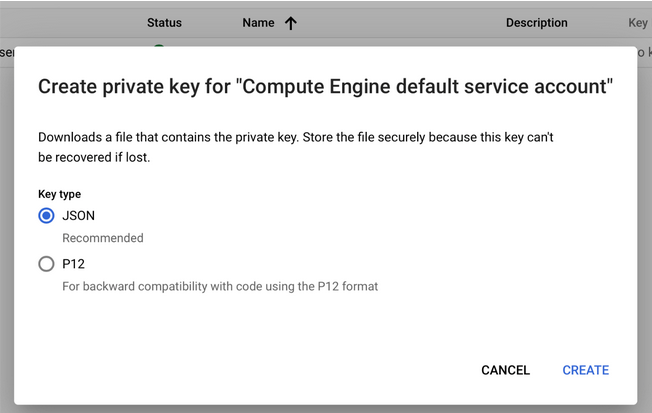 Status Name Description Key
Create private key for "Compute Engine default service account"
Downloads a file that contains the private key. Store the file securely because this key can't
be recovered if lost.
Key type
JSON
Recommended
P12
For backward compatibility with code using the P12 format
CANCEL CREATE